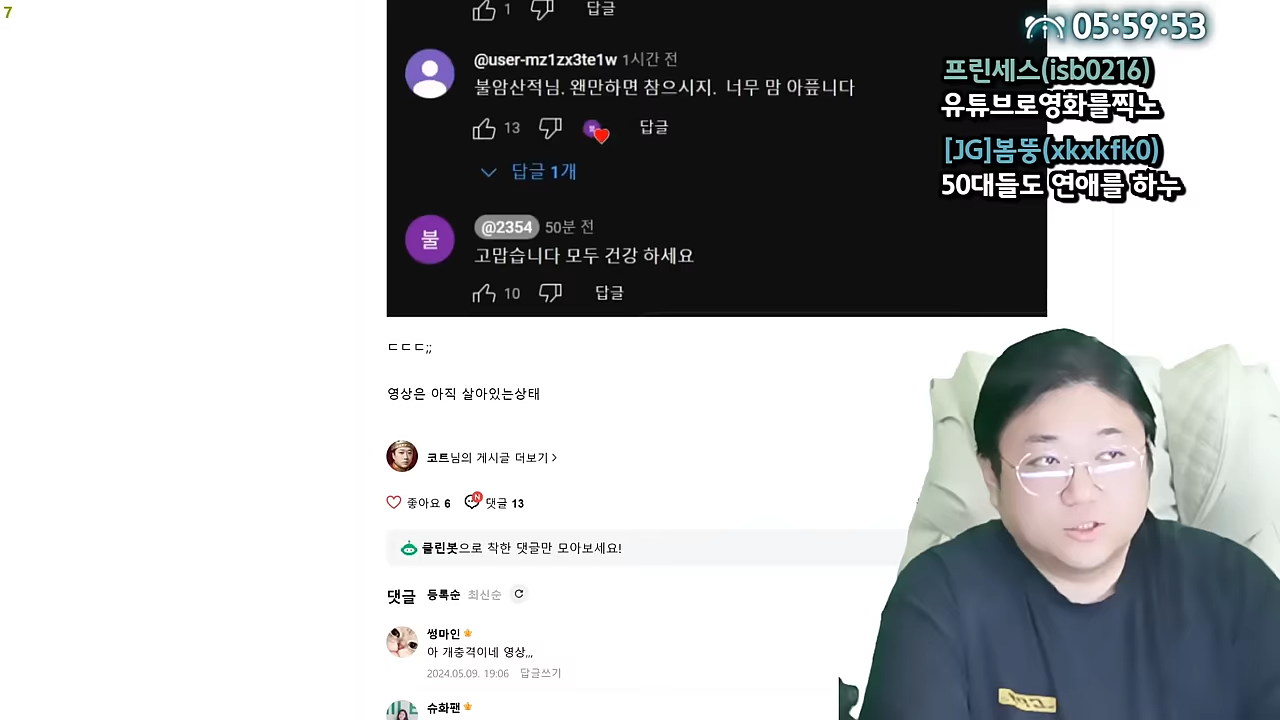 7
1
답글
@user-mz1zx3te1w 1시간 전
불암산적님. 왠만하면 참으시지. 너무 맘 아픞니다
13
답글
답글 1개
불
@2354 50분 전
고맙습니다 모두 건강 하세요
10
답글
05:59:53
프린세스(isb0216)
유튜브로영화를찍노
[JG]봄뚱(xkxkfk0)
50대들도 연애를 하누
ㄷㄷㄷ;;
영상은 아직 살아있는상태
코트님의 게시글 더보기 >
좋아요 6
N
댓글 13
클린봇으로 착한 댓글만 모아보세요!
댓글 등록순 최신순
썽마인
아 개충격이네 영상,,,
2024.05.09. 19:06 답글쓰기
슈화팬